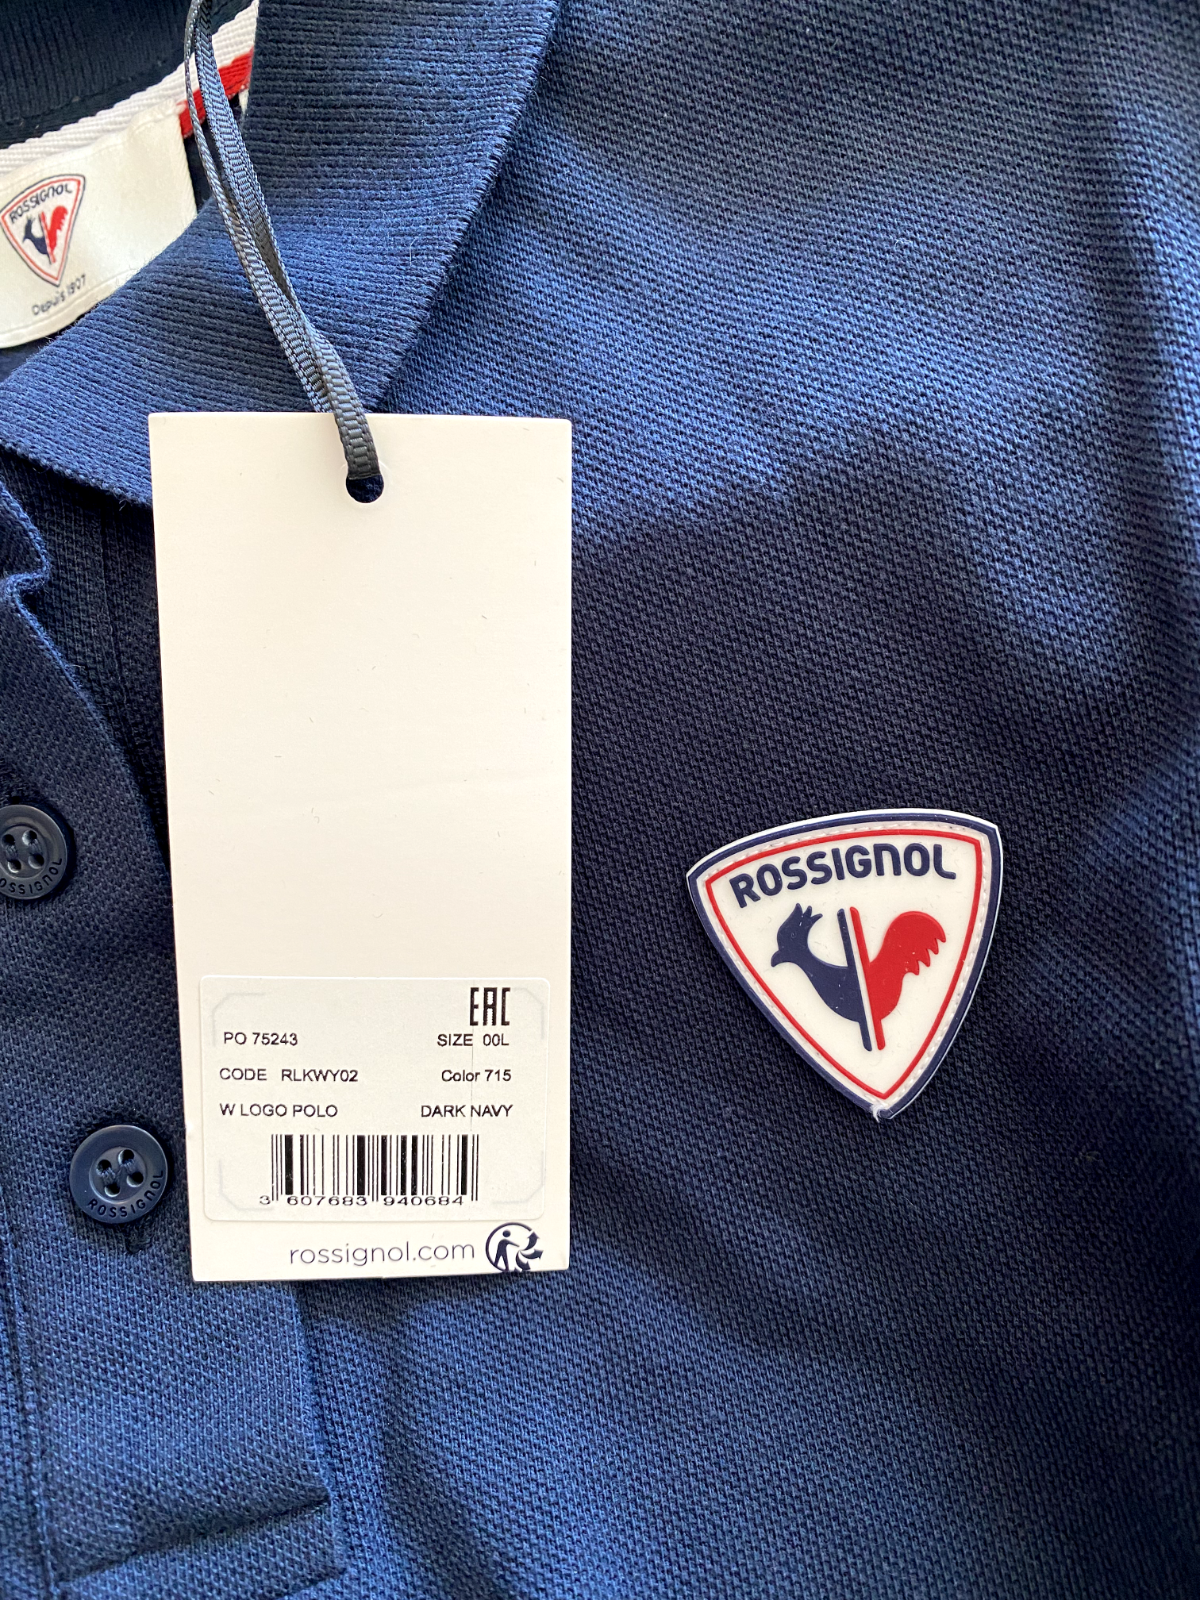 ROSSIGNOL
Depuis 1907
EAC
PO 75243 SIZE 00L
CODE RLKWY02 Color 715
W LOGO POLO DARK NAVY
3 607683 940684
rossignol.com
ROSSIGNOL
ROSSIGNOL
ROSSIGNOL